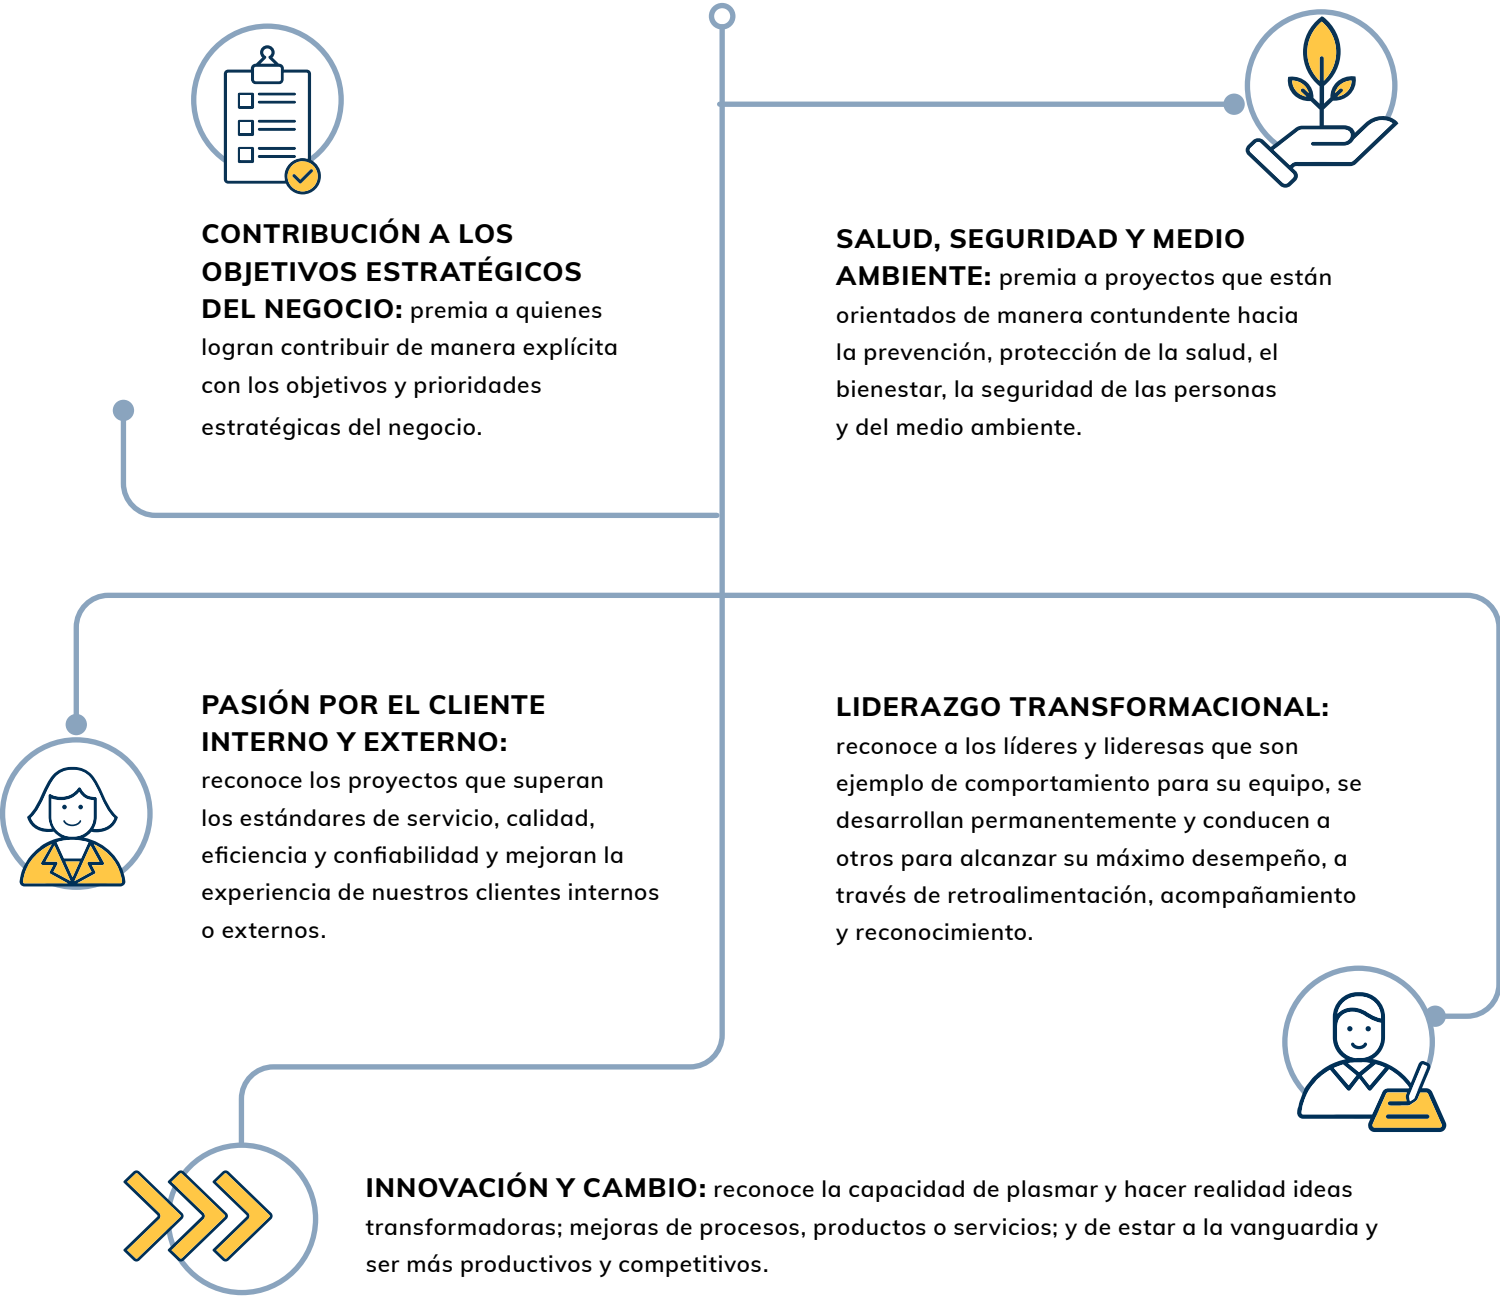 CONTRIBUCIÓN A LOS
OBJETIVOS ESTRATÉGICOS
DEL NEGOCIO: premia a quienes
logran contribuir de manera explícita
con los objetivos y prioridades
estratégicas del negocio.
SALUD, SEGURIDAD Y MEDIO
AMBIENTE: premia a proyectos que están
orientados de manera contundente hacia
la prevención, protección de la salud, el
bienestar, la seguridad de las personas
y del medio ambiente.
PASIÓN POR EL CLIENTE
INTERNO Y EXTERNO:
reconoce los proyectos que superan
los estándares de servicio, calidad,
eficiencia y confiabilidad y mejoran la
experiencia de nuestros clientes internos
o externos.
LIDERAZGO TRANSFORMACIONAL:
reconoce a los líderes y lideresas que son
ejemplo de comportamiento para su equipo, se
desarrollan permanentemente y conducen a
otros para alcanzar su máximo desempeño, a
través de retroalimentación, acompañamiento
y reconocimiento.
INNOVACIÓN Y CAMBIO: reconoce la capacidad de plasmar y hacer realidad ideas
transformadoras; mejoras de procesos, productos o servicios; y de estar a la vanguardia y
ser más productivos y competitivos.